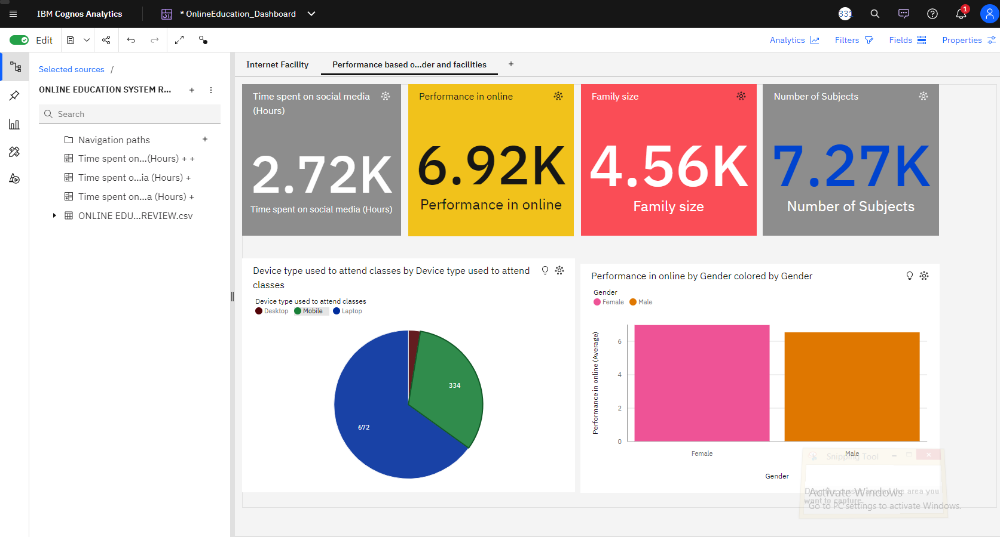 IBM Cognos Analytics
* OnlineEducation_Dashboard
331
1
Edit
Analytics
Filters
Fields
Properties
Selected sources /
ONLINE EDUCATION SYSTEM R...
Search
Navigation paths
Time spent on...(Hours) + +
Time spent o...ia (Hours) +
Time spent on...a (Hours) +
ONLINE EDU...REVIEW.csv
Internet Facility
Performance based o...der and facilities
Time spent on social media
(Hours)
2.72K
Time spent on social media (Hours)
Performance in online
6.92K
Performance in online
Family size
4.56K
Family size
Number of Subjects
7.27K
Number of Subjects
Device type used to attend classes by Device type used to attend
classes
Device type used to attend classes
Desktop Mobile Laptop
334
672
Performance in online by Gender colored by Gender
Gender
Female Male
Performance in online (Average)
6
4
2
0
Female
Male
Gender
Snipping Tool
Drag the cursor around the area you
want to capture.
Activate Windows
Go to PC settings to activate Windows.